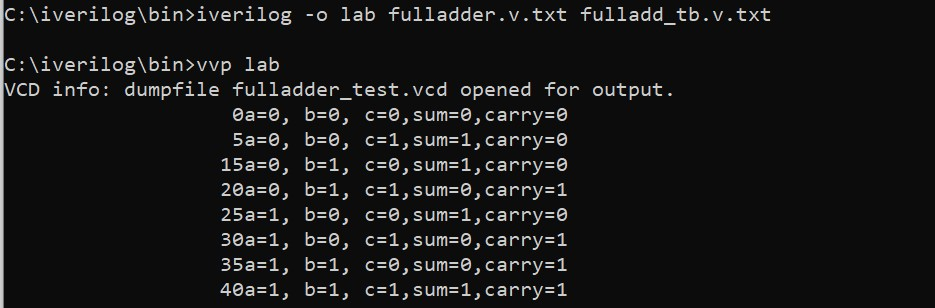 C:\iverilog\bin>iverilog -o lab fulladder.v.txt fulladd_tb.v.txt
C:\iverilog\bin>vvp lab
VCD info: dumpfile fulladder_test.vcd opened for output.
0a=0, b=0, c=0,sum=0,carry=0
5a=0, b=0, c=1,sum=1,carry=0
15a=0, b=1, c=0,sum=1,carry=0
20a=0, b=1, c=1,sum=0,carry=1
25a=1, b=0, c=0,sum=1,carry=0
30a=1, b=0, c=1,sum=0,carry=1
35a=1, b=1, c=0,sum=0,carry=1
40a=1, b=1, c=1,sum=1,carry=1